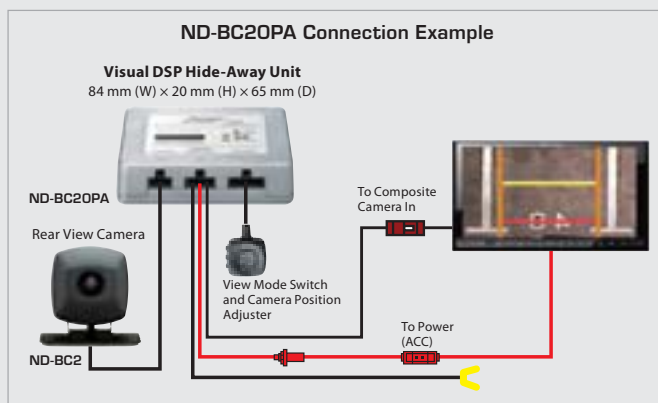 ND-BC20PA Connection Example
Visual DSP Hide-Away Unit
84 mm (W) × 20 mm (H) × 65 mm (D)
ND-BC20PA
Rear View Camera
ND-BC2
View Mode Switch
and Camera Position
Adjuster
To Composite
Camera In
To Power
(ACC)